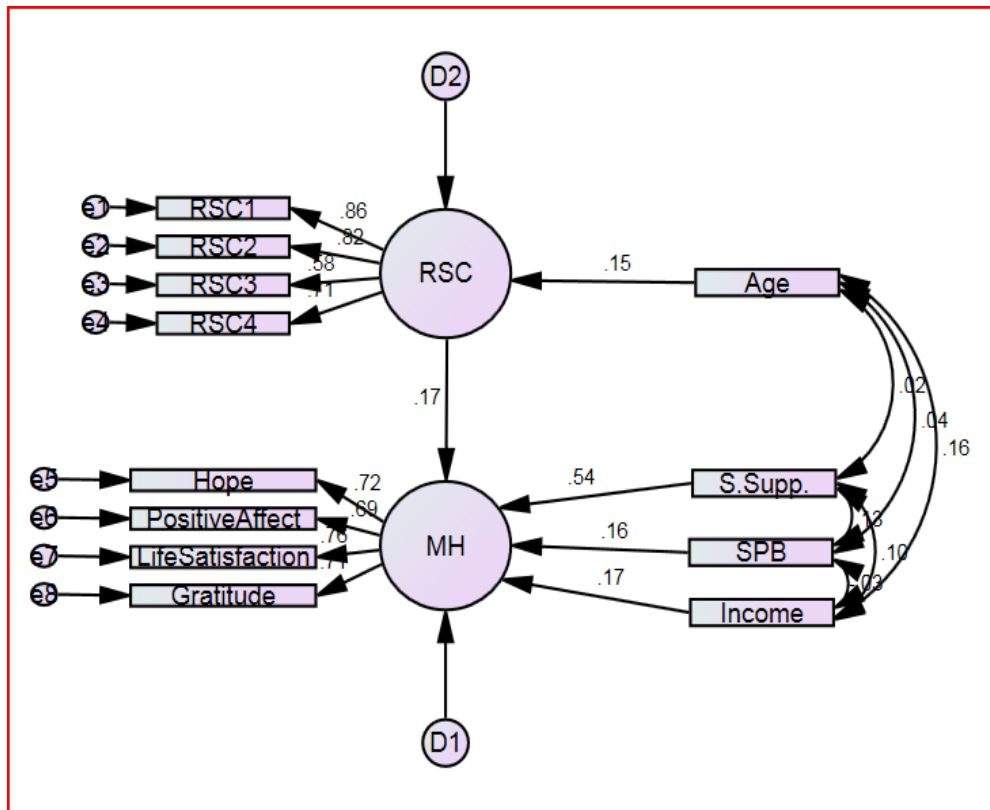 D2
e1
RSC1
.86
e2
RSC2
.82
e3
RSC3
.58
e4
RSC4
.71
RSC
.15
Age
.17
.02
.04
.16
e5
Hope
.72
e6
PositiveAffect
.69
e7
LifeSatisfaction
.76
e8
Gratitude
.71
MH
.54
S.Supp.
.13
.16
SPB
.10
.17
.03
Income
D1